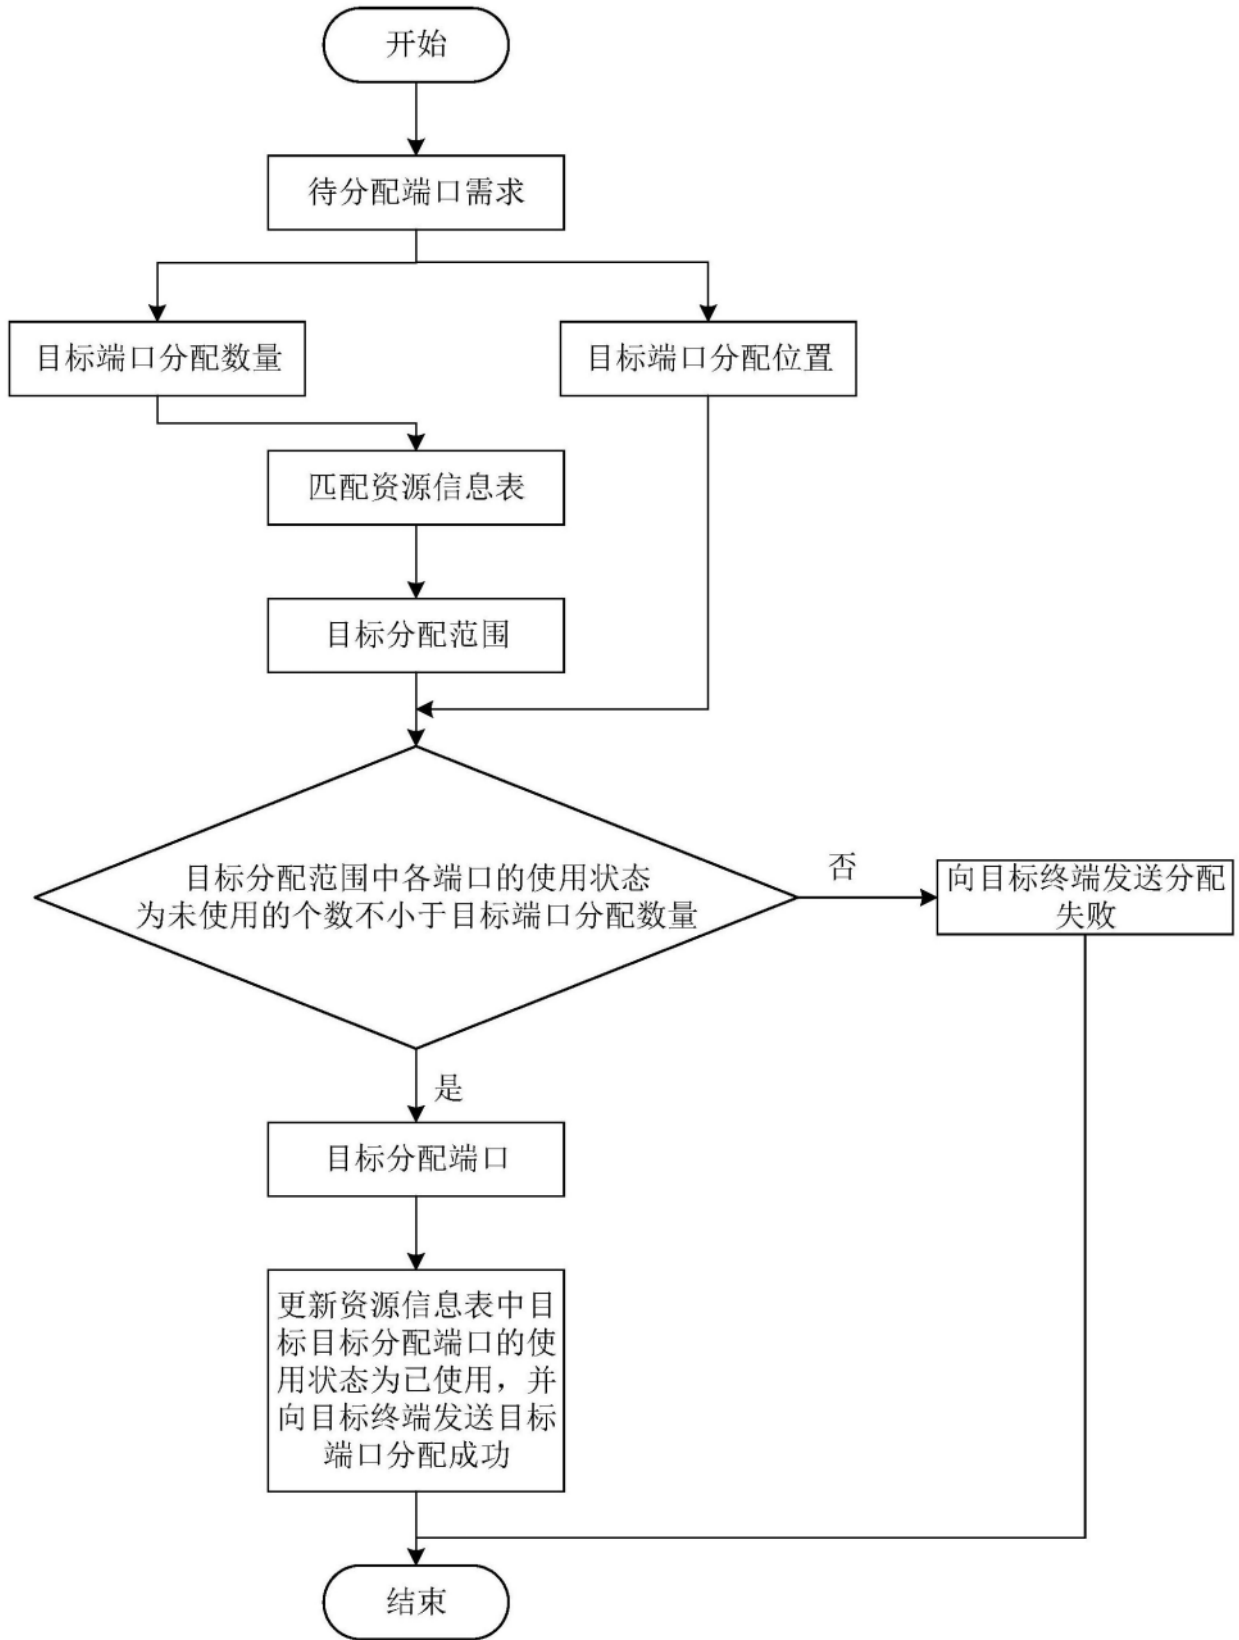 开始
待分配端口需求
目标端口分配数量
目标端口分配位置
匹配资源信息表
目标分配范围
目标分配范围中各端口的使用状态
为未使用的个数不小于目标端口分配数量
否
向目标终端发送分配
失败
是
目标分配端口
更新资源信息表中目
标目标分配端口的使
用状态为已使用，并
向目标终端发送目标
端口分配成功
结束